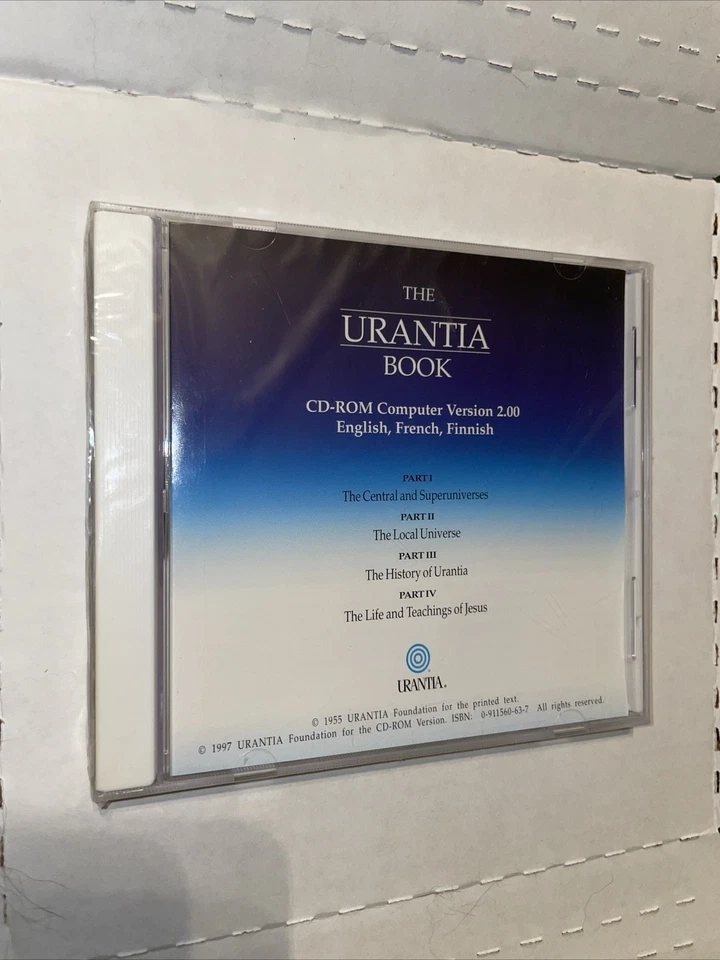 THE
URANTIA
BOOK
CD-ROM Computer Version 2.00
English, French, Finnish
PART I
The Central and Superuniverses
PART II
The Local Universe
PART III
The History of Urantia
PART IV
The Life and Teachings of Jesus
®
URANTIA®
© 1955 URANTIA Foundation for the printed text.
© 1997 URANTIA Foundation for the CD-ROM Version. ISBN: 0-911560-63-7 All rights reserved.